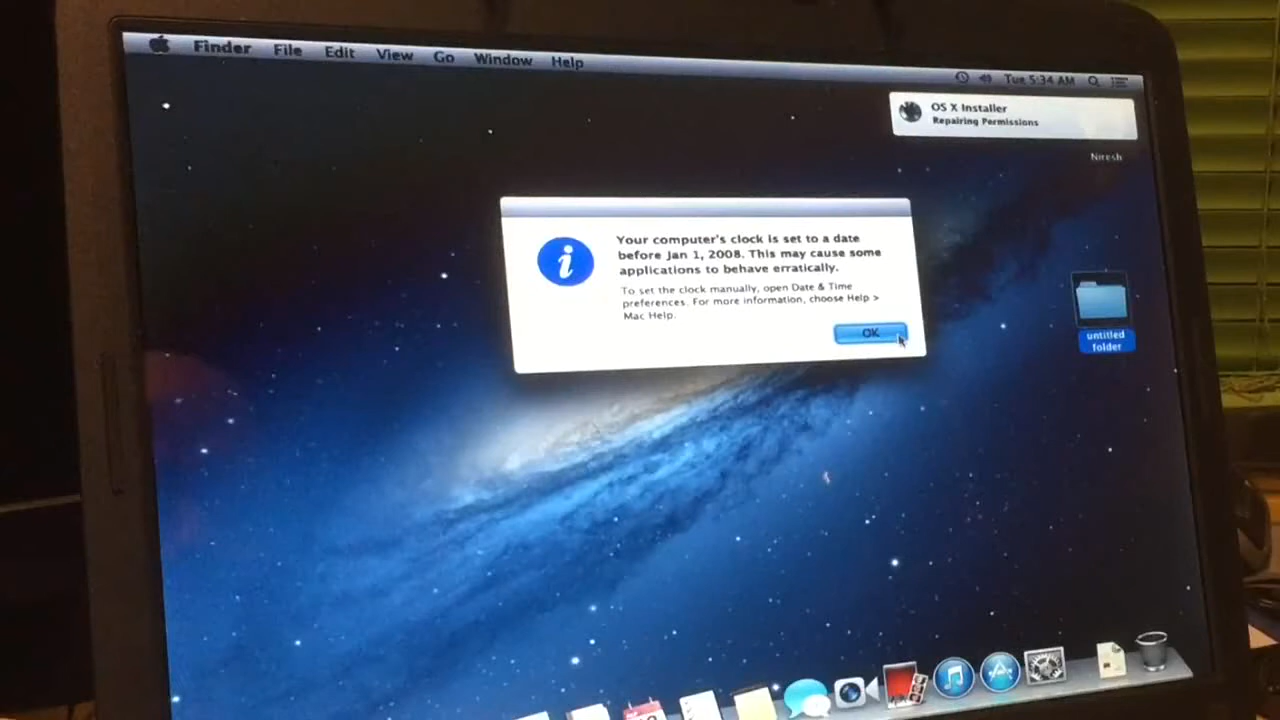 Finder File Edit View Go Window Help
Tue 5:34 AM
OS X Installer
Repairing Permissions
Niresh
Your computer's clock is set to a date
before Jan 1, 2008. This may cause some
applications to behave erratically.
To set the clock manually, open Date & Time
preferences. For more information, choose Help >
Mac Help.
OK
untitled
folder